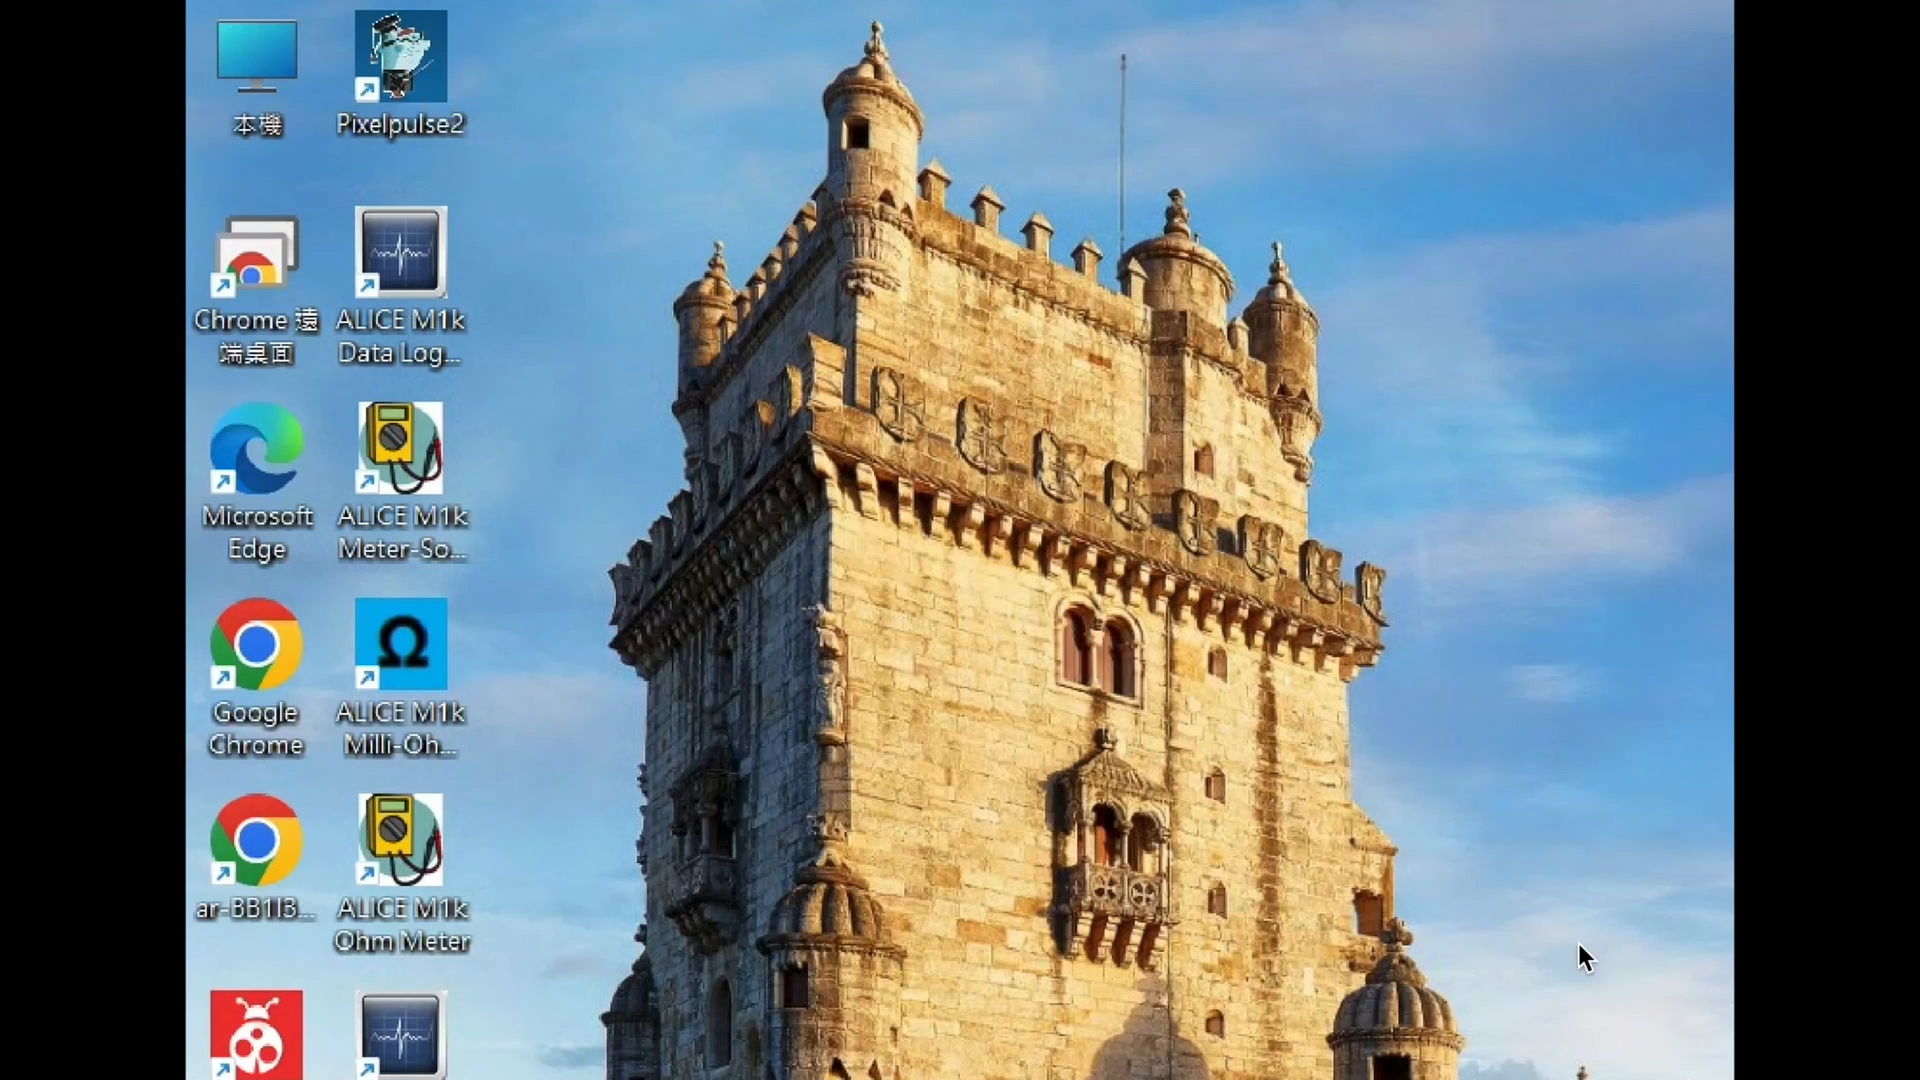 本機
Pixelpulse2
Chrome 遠
端桌面
ALICE M1k
Data Log...
Microsoft
Edge
ALICE M1k
Meter-So...
Google
Chrome
ALICE M1k
Milli-Oh...
ar-BB1l3...
ALICE M1k
Ohm Meter